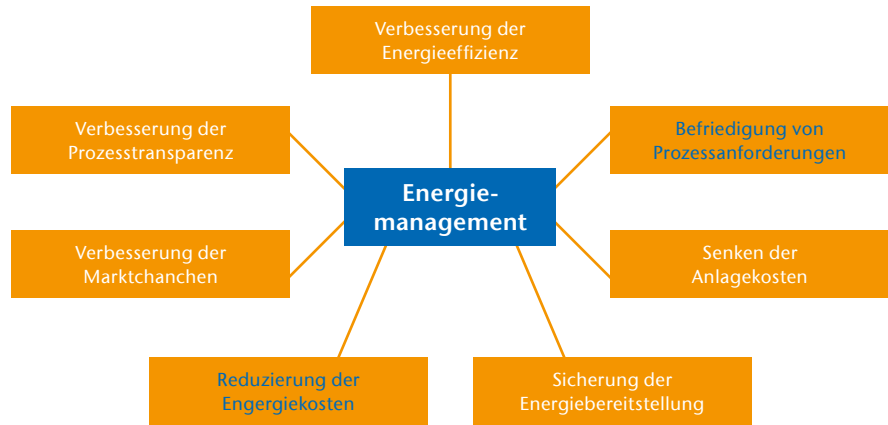 Verbesserung der
Energieeffizienz
Verbesserung der
Prozesstransparenz
Befriedigung von
Prozessanforderungen
Energie-
management
Verbesserung der
Marktchanchen
Senken der
Anlagekosten
Reduzierung der
Engergiekosten
Sicherung der
Energiebereitstellung